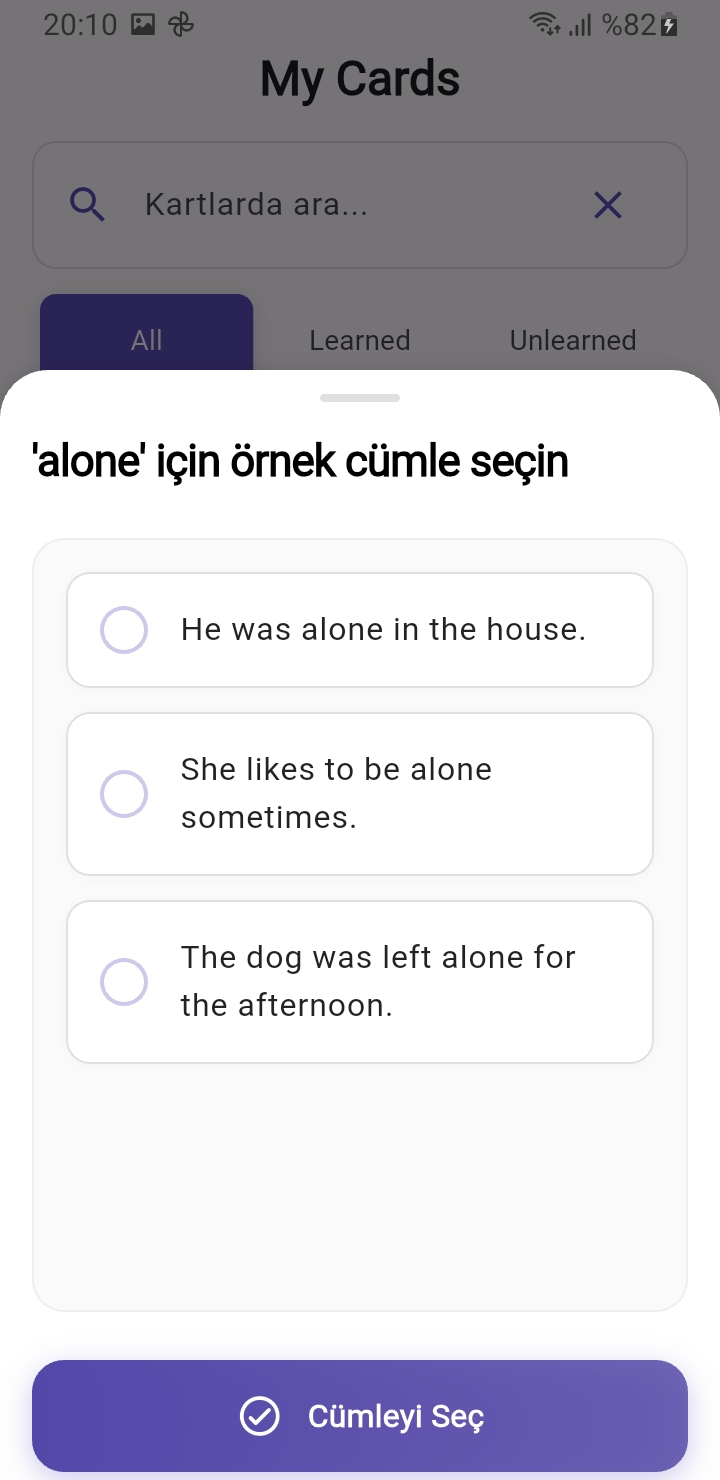 20:10 %82
My Cards
Kartlarda ara...
All Learned Unlearned
'alone' için örnek cümle seçin
He was alone in the house.
She likes to be alone
sometimes.
The dog was left alone for
the afternoon.
Cümleyi Seç